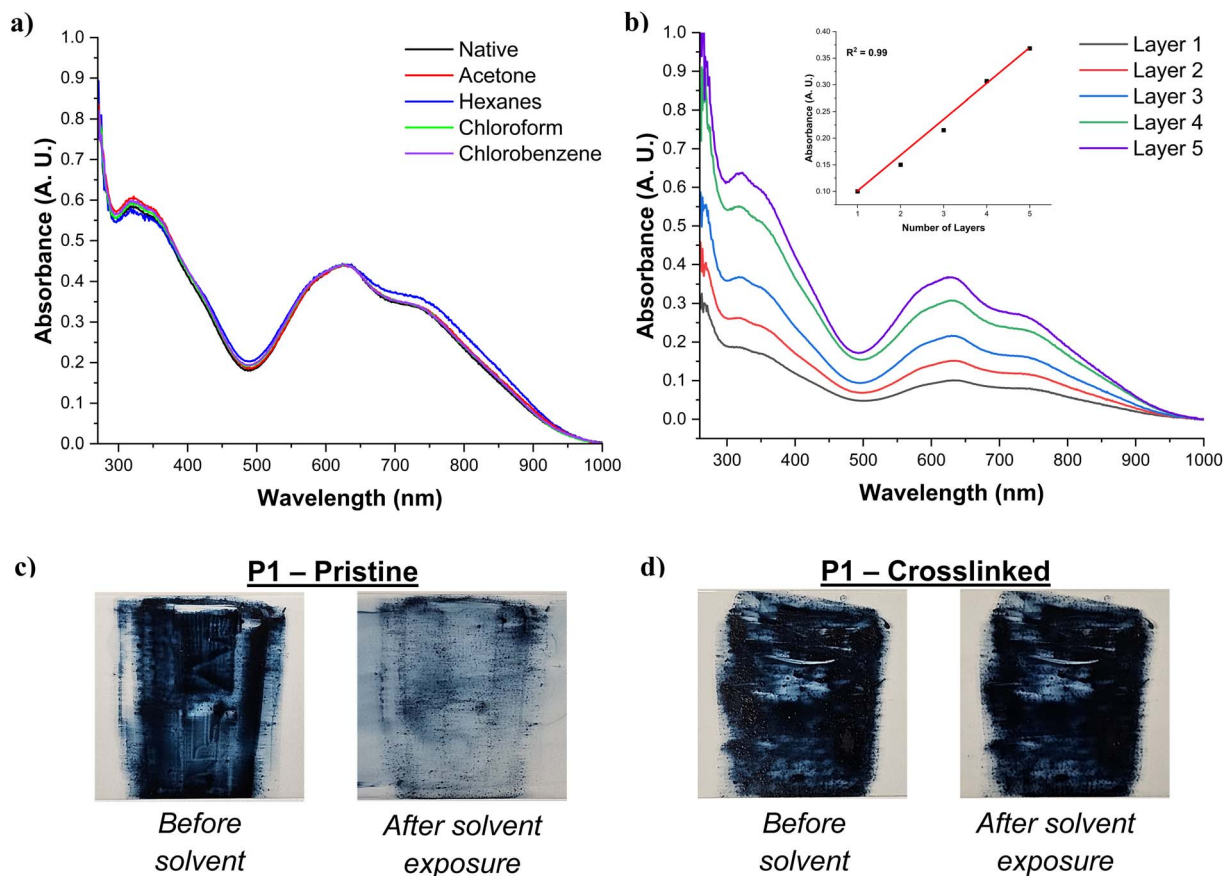 a)
Absorbance (A. U.)
1.0
0.9
0.8
0.7
0.6
0.5
0.4
0.3
0.2
0.1
0.0
300 400 500 600 700 800 900 1000
Wavelength (nm)
Native
Acetone
Hexanes
Chloroform
Chlorobenzene
b)
Absorbance (A. U.)
1.0
0.9
0.8
0.7
0.6
0.5
0.4
0.3
0.2
0.1
0.0
300 400 500 600 700 800 900 1000
Wavelength (nm)
Absorbance (A. U.)
0.40
0.35
0.30
0.25
0.20
0.15
0.10
R² = 0.99
1 2 3 4 5
Number of Layers
Layer 1
Layer 2
Layer 3
Layer 4
Layer 5
c)
P1 – Pristine
Before
solvent
After solvent
exposure
d)
P1 – Crosslinked
Before
solvent
After solvent
exposure